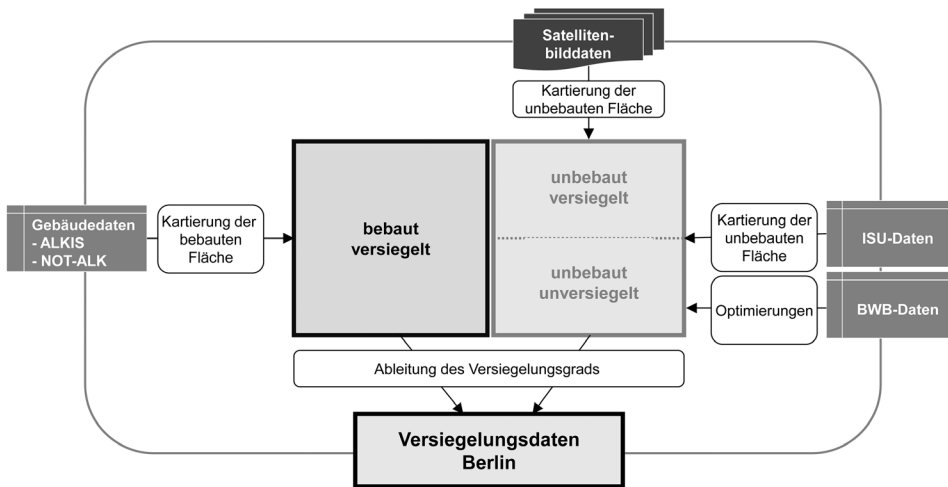 Satelliten-
bilddaten
Kartierung der
unbebauten Fläche
Gebäudedaten
- ALKIS
- NOT-ALK
Kartierung der
bebauten
Fläche
bebaut
versiegelt
unbebaut
versiegelt
unbebaut
unversiegelt
Kartierung der
unbebauten
Fläche
ISU-Daten
Optimierungen
BWB-Daten
Ableitung des Versiegelungsgrads
Versiegelungsdaten
Berlin